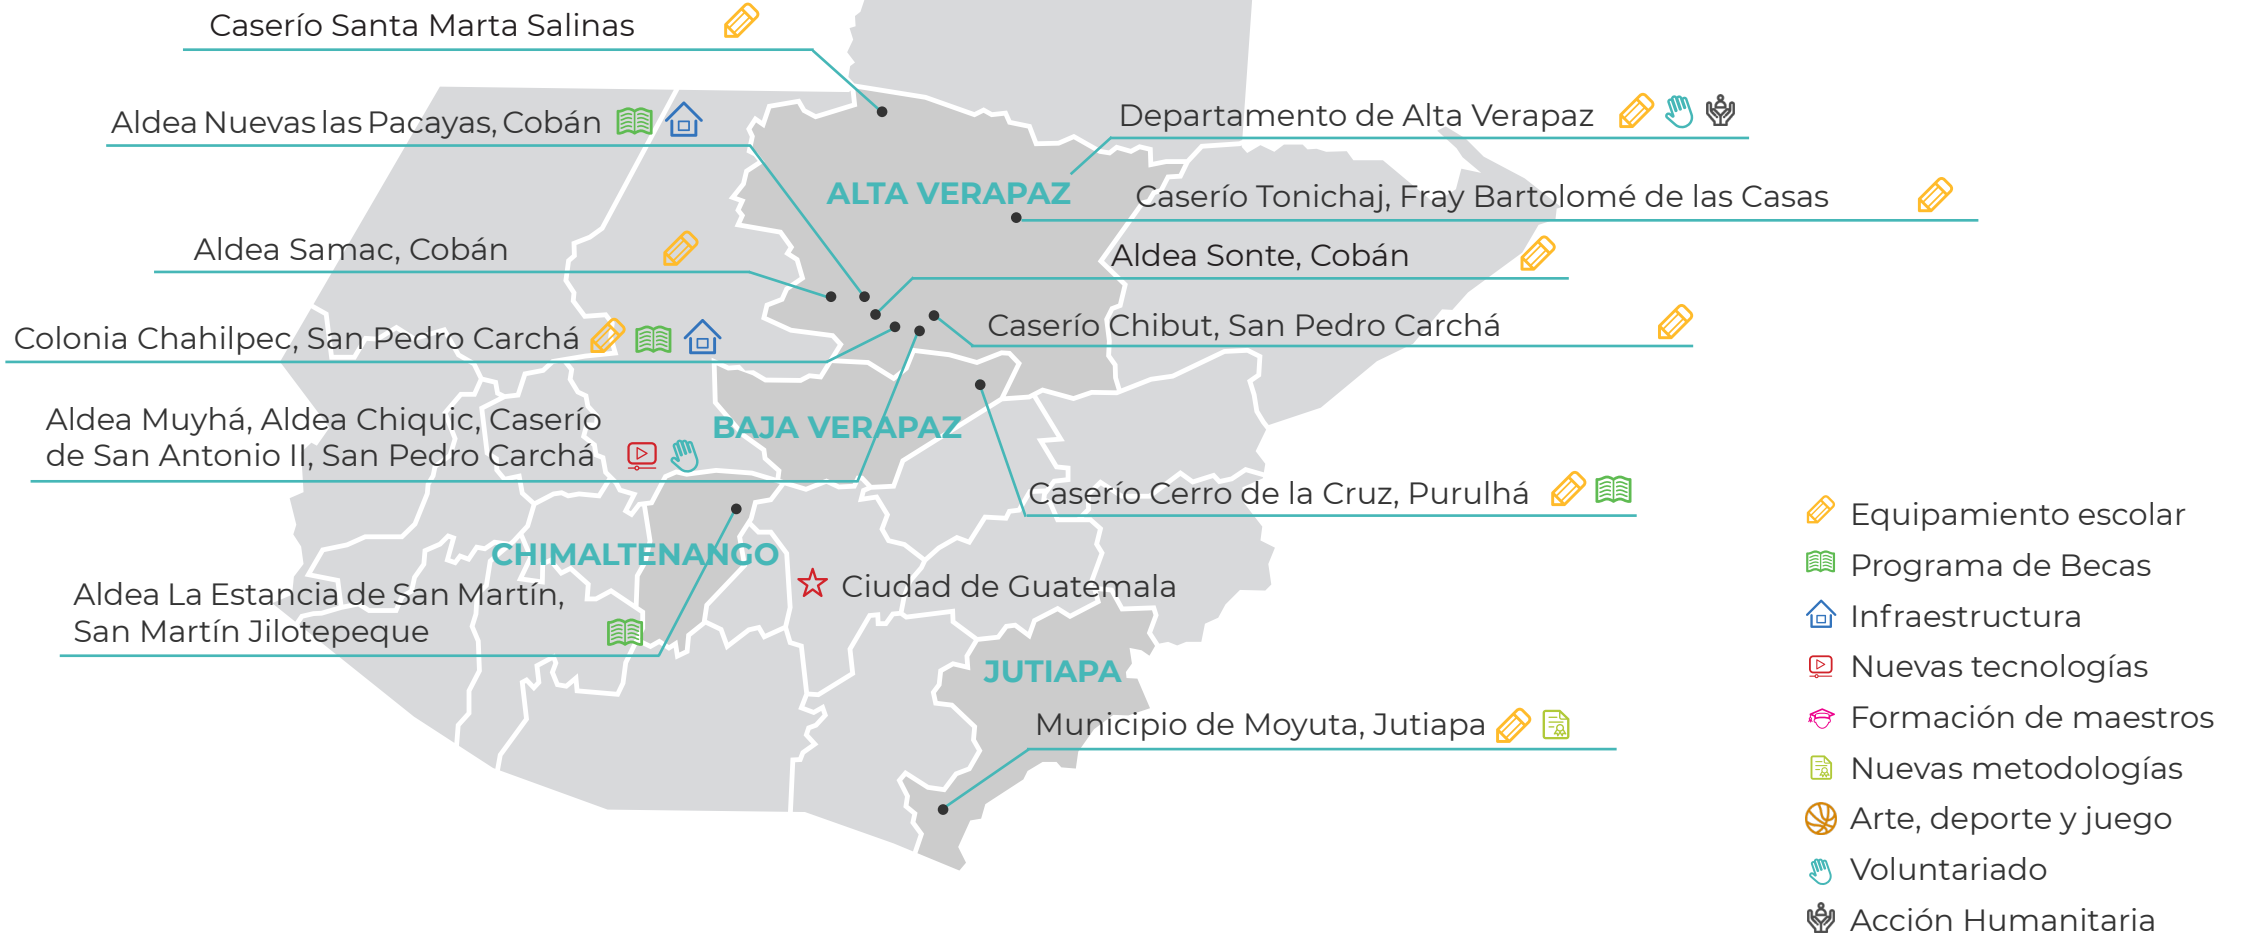 Caserío Santa Marta Salinas
Aldea Nuevas las Pacayas, Cobán
Departamento de Alta Verapaz
ALTA VERAPAZ
Caserío Tonichaj, Fray Bartolomé de las Casas
Aldea Samac, Cobán
Aldea Sonte, Cobán
Colonia Chahilpec, San Pedro Carchá
Caserío Chibut, San Pedro Carchá
Aldea Muyhá, Aldea Chiquic, Caserío
de San Antonio II, San Pedro Carchá
BAJA VERAPAZ
Caserío Cerro de la Cruz, Purulhá
CHIMALTENANGO
Aldea La Estancia de San Martín,
San Martín Jilotepeque
Ciudad de Guatemala
JUTIAPA
Municipio de Moyuta, Jutiapa
Equipamiento escolar
Programa de Becas
Infraestructura
Nuevas tecnologías
Formación de maestros
Nuevas metodologías
Arte, deporte y juego
Voluntariado
Acción Humanitaria